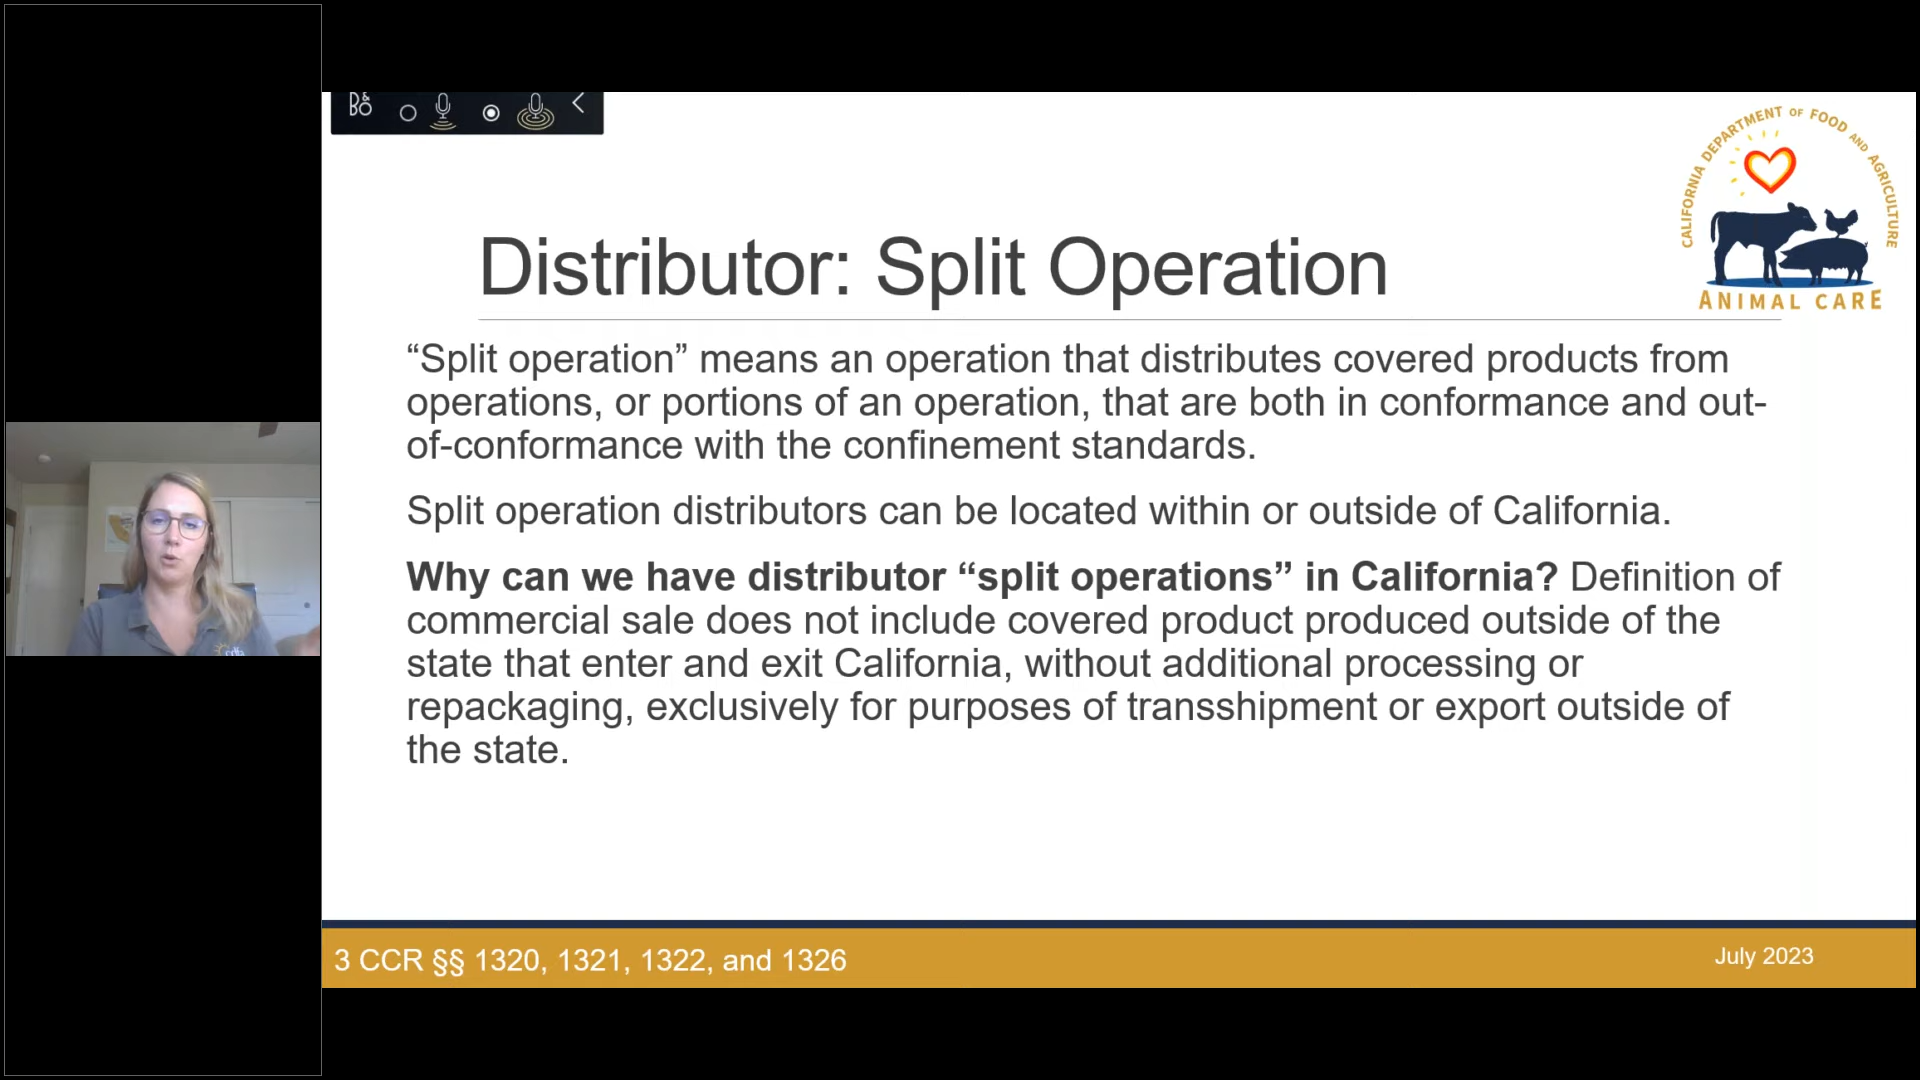 B&O
CALIFORNIA DEPARTMENT OF FOOD AND AGRICULTURE
ANIMAL CARE
Distributor: Split Operation
“Split operation” means an operation that distributes covered products from
operations, or portions of an operation, that are both in conformance and out-
of-conformance with the confinement standards.
Split operation distributors can be located within or outside of California.
Why can we have distributor “split operations” in California? Definition of
commercial sale does not include covered product produced outside of the
state that enter and exit California, without additional processing or
repackaging, exclusively for purposes of transshipment or export outside of
the state.
3 CCR §§ 1320, 1321, 1322, and 1326
July 2023